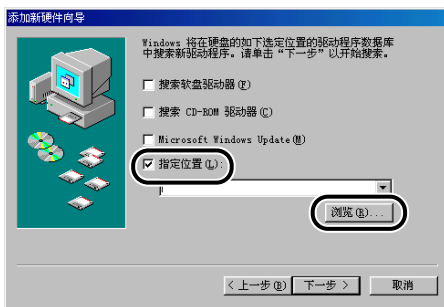 添加新硬件向导
Windows 将在硬盘的如下选定位置的驱动程序数据库
中搜索新驱动程序。请单击“下一步”以开始搜索。
搜索软盘驱动器(F)
搜索 CD-ROM 驱动器(C)
Microsoft Windows Update(M)
指定位置(L):
浏览(R)...
< 上一步(B)
下一步 >
取消